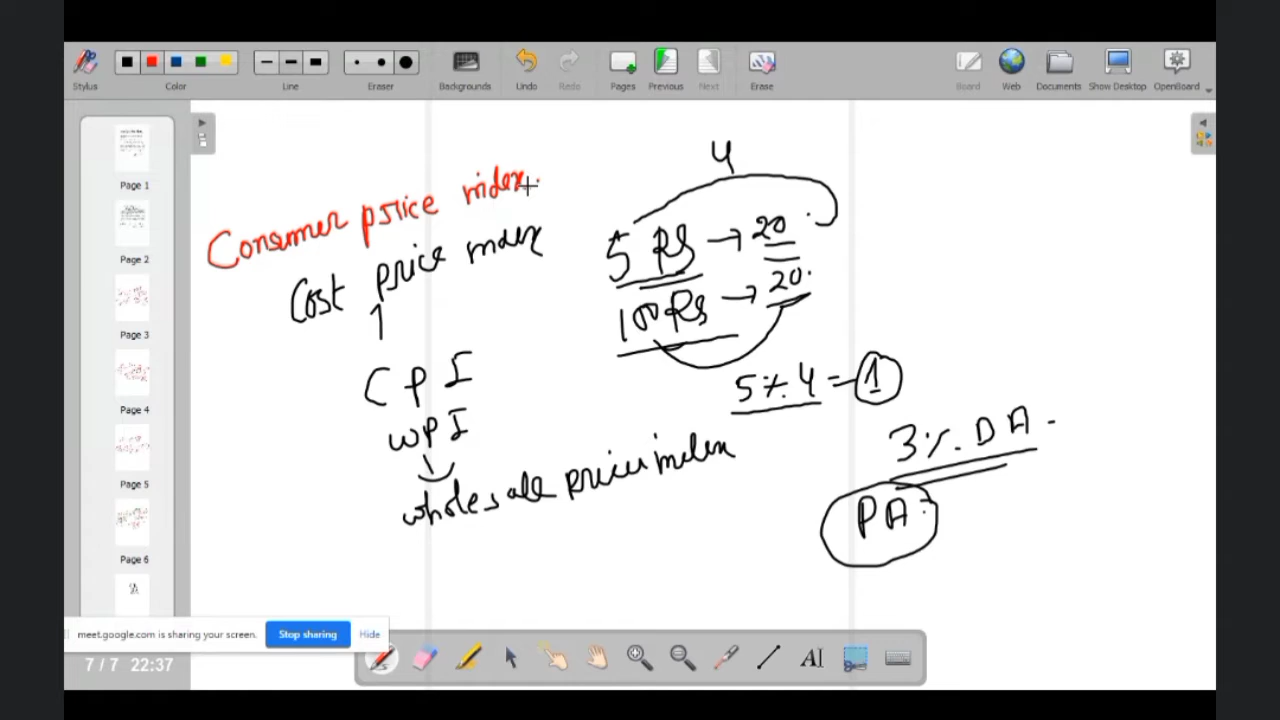 Stylus Color Line Eraser Backgrounds Undo Redo Pages Previous Next Erase Board Web Documents Show Desktop OpenBoard
Page 1
Page 2
Page 3
Page 4
Page 5
Page 6
Consumer price index
Cost price index
CPI
WPI
wholesale price index
4
5 Rs → 20
100 Rs → 20.
5% 4 = 1
3%. DA.
PA
meet.google.com is sharing your screen. Stop sharing Hide
7 / 7 22:37
AI